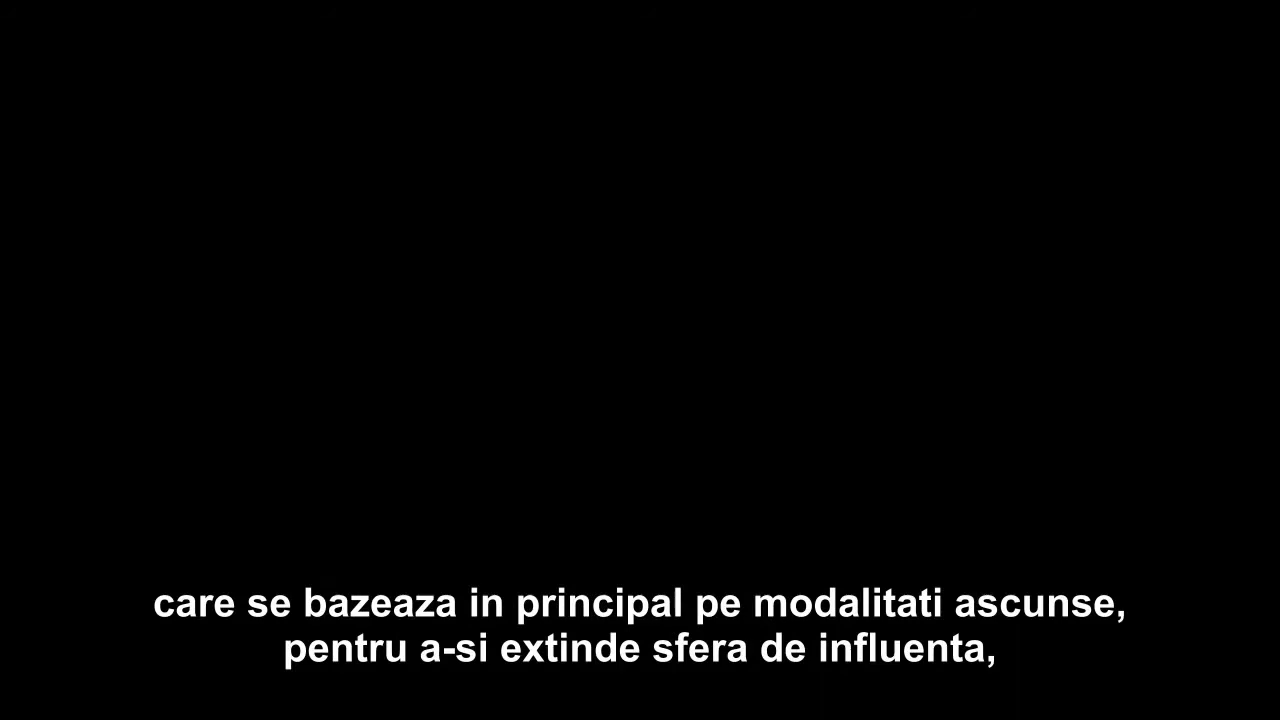 care se bazeaza in principal pe modalitati ascunse,
pentru a-si extinde sfera de influenta,